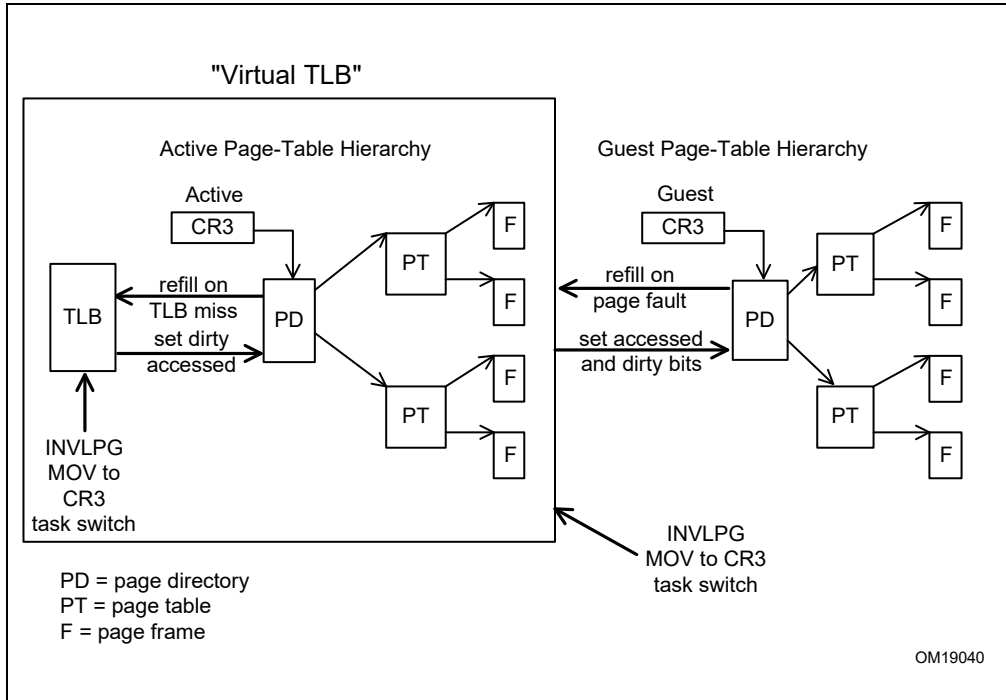 "Virtual TLB"
Active Page-Table Hierarchy
Guest Page-Table Hierarchy
Active
CR3
F
PT
F
TLB
refill on
TLB miss
set dirty
accessed
PD
F
PT
F
INVLPG
MOV to
CR3
task switch
Guest
CR3
F
PT
F
refill on
page fault
set accessed
and dirty bits
PD
F
PT
F
INVLPG
MOV to CR3
task switch
PD = page directory
PT = page table
F = page frame
OM19040